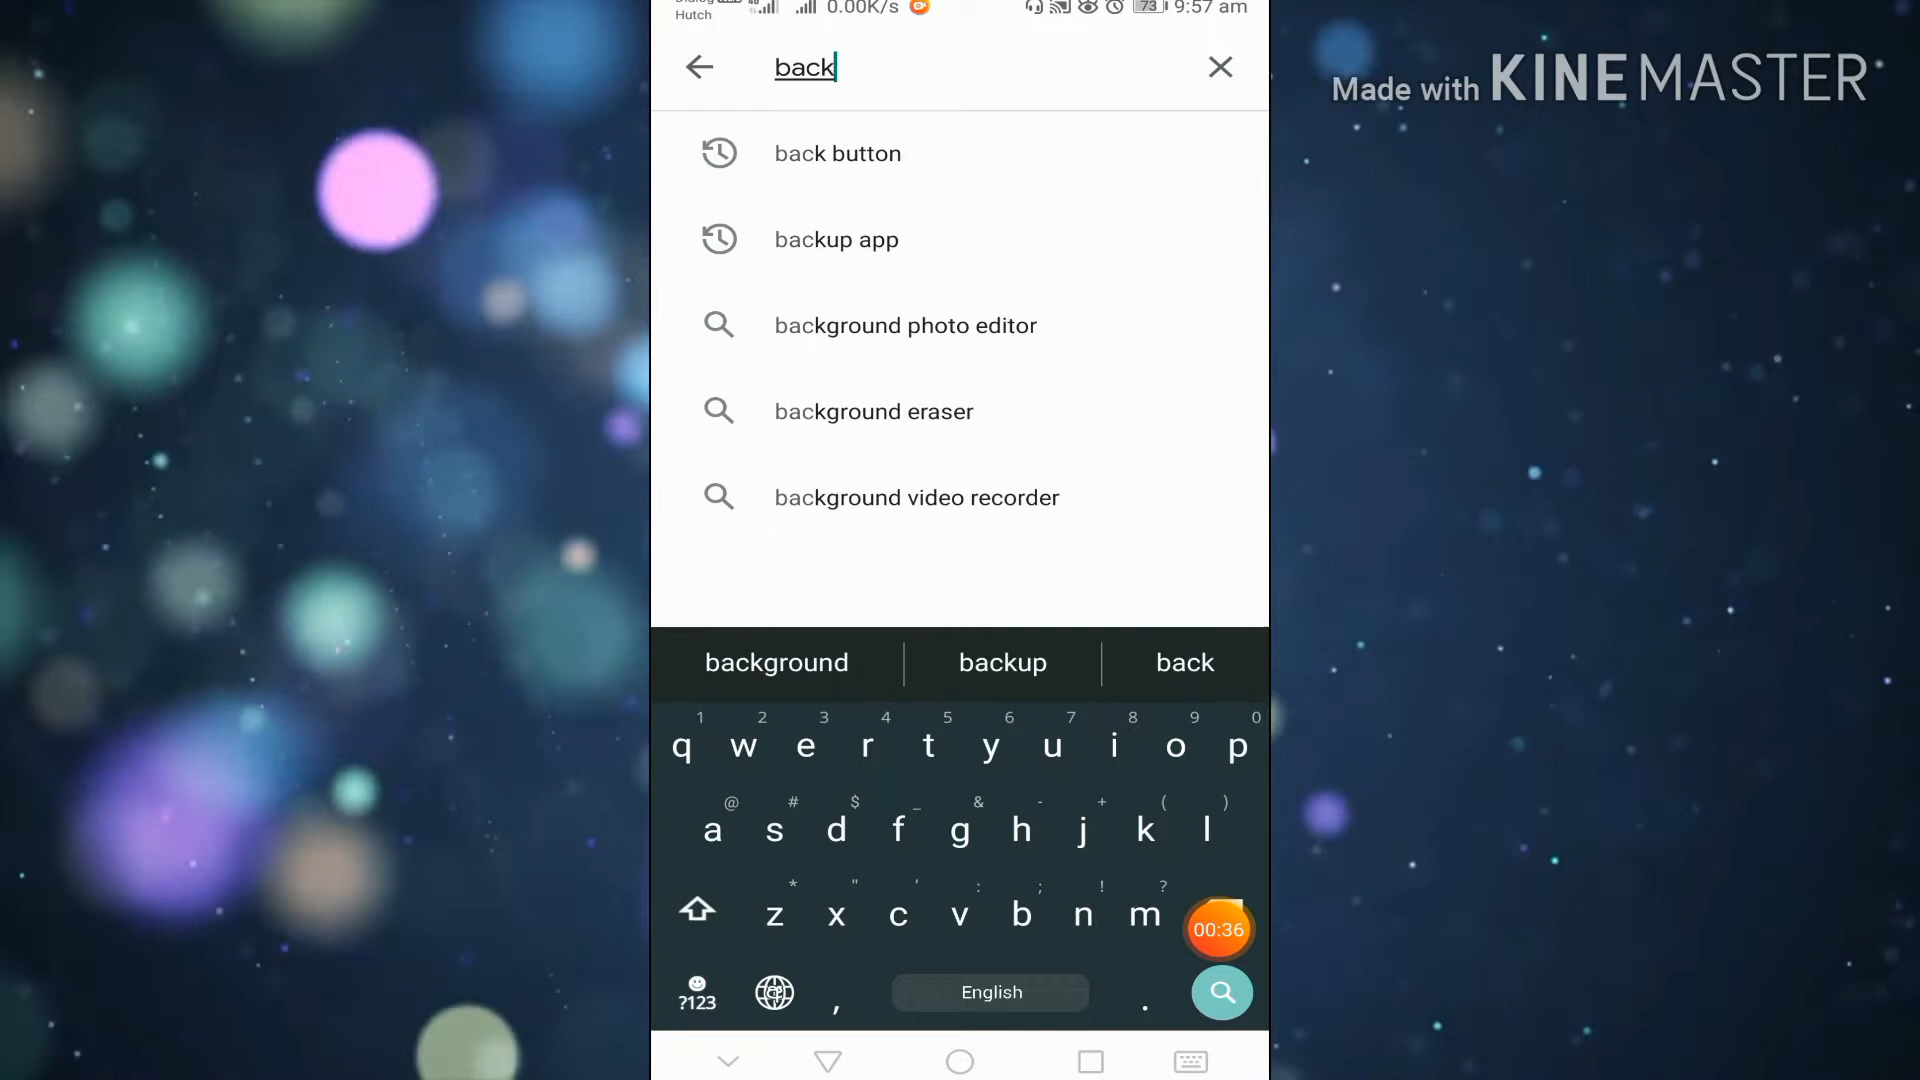 Dialog
Hutch
0.00K/s
73
9:57 am
back
Made with KINEMASTER
back button
backup app
background photo editor
background eraser
background video recorder
background backup back
1 2 3 4 5 6 7 8 9 0
q w e r t y u i o p
@ # $ _ & - + ( )
a s d f g h j k l
* " ' : ; ! ?
z x c v b n m
00:36
?123 , English .